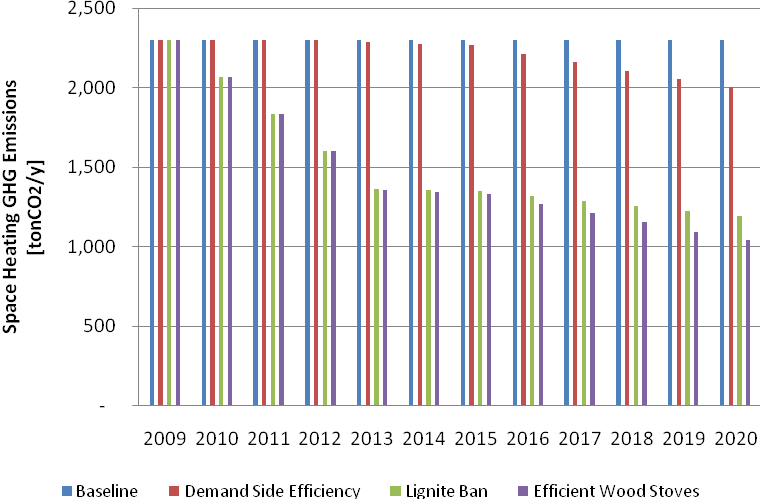 2,500
2,000
1,500
1,000
500
-
Space Heating GHG Emissions
[tonCO2/y]
2009 2010 2011 2012 2013 2014 2015 2016 2017 2018 2019 2020
Baseline Demand Side Efficiency Lignite Ban Efficient Wood Stoves